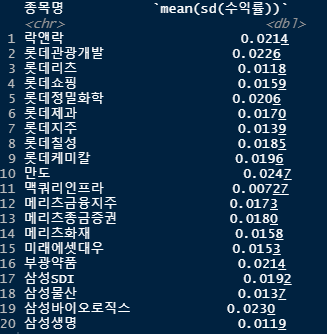 종목명 `mean(sd(수익률))`
<chr> <dbl>
1 락앤락 0.0214
2 롯데관광개발 0.0226
3 롯데리츠 0.0118
4 롯데쇼핑 0.0159
5 롯데정밀화학 0.0206
6 롯데제과 0.0170
7 롯데지주 0.0139
8 롯데칠성 0.0185
9 롯데케미칼 0.0196
10 만도 0.0247
11 맥쿼리인프라 0.00727
12 메리츠금융지주 0.0173
13 메리츠종금증권 0.0180
14 메리츠화재 0.0158
15 미래에셋대우 0.0153
16 부광약품 0.0214
17 삼성SDI 0.0192
18 삼성물산 0.0137
19 삼성바이오로직스 0.0230
20 삼성생명 0.0119